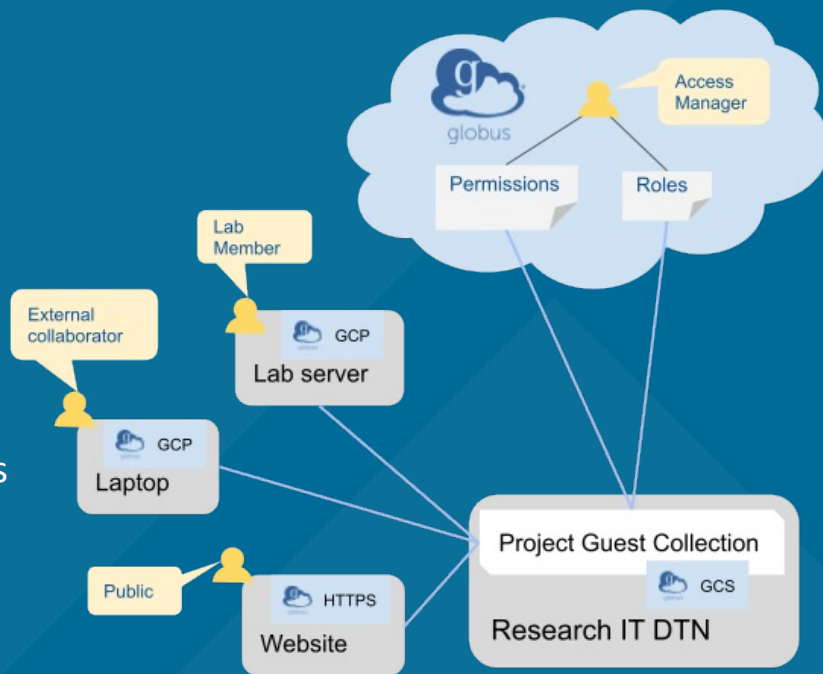 globus
Access
Manager
Permissions
Roles
Lab
Member
External
collaborator
GCP
Lab server
GCP
Laptop
s
Public
HTTPS
Website
Project Guest Collection
GCS
Research IT DTN